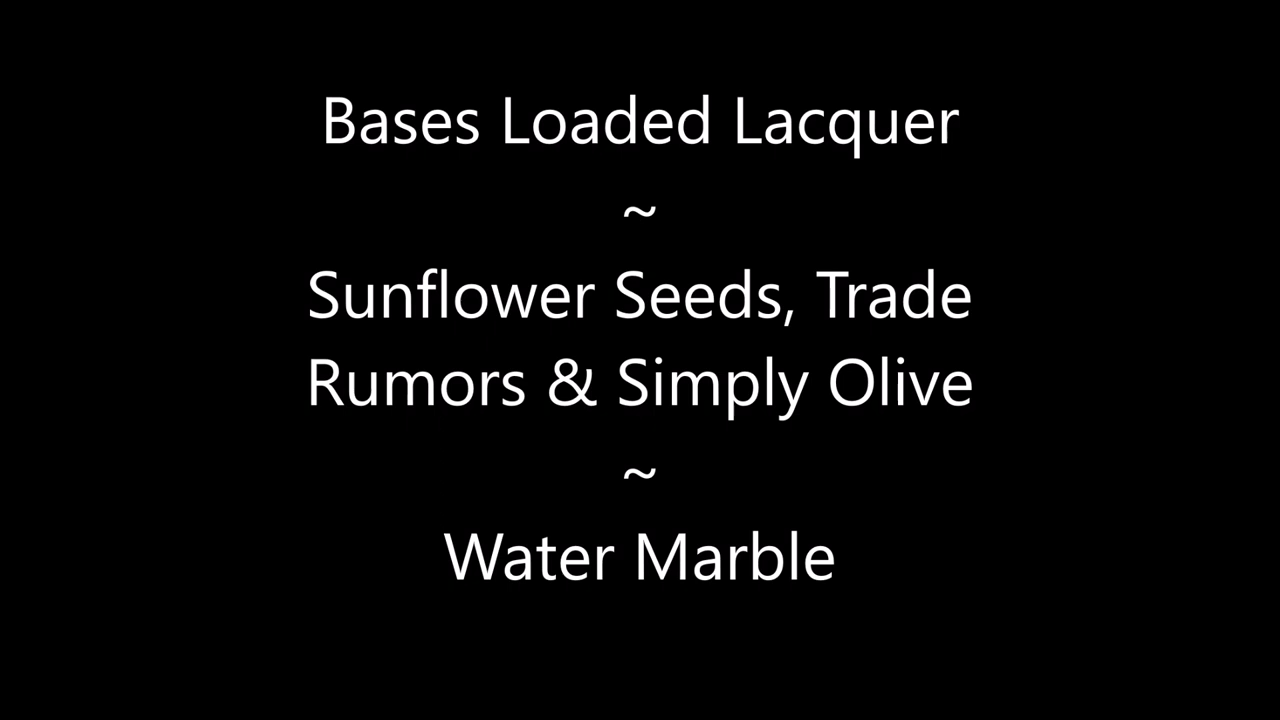 Bases Loaded Lacquer
~
Sunflower Seeds, Trade
Rumors & Simply Olive
~
Water Marble